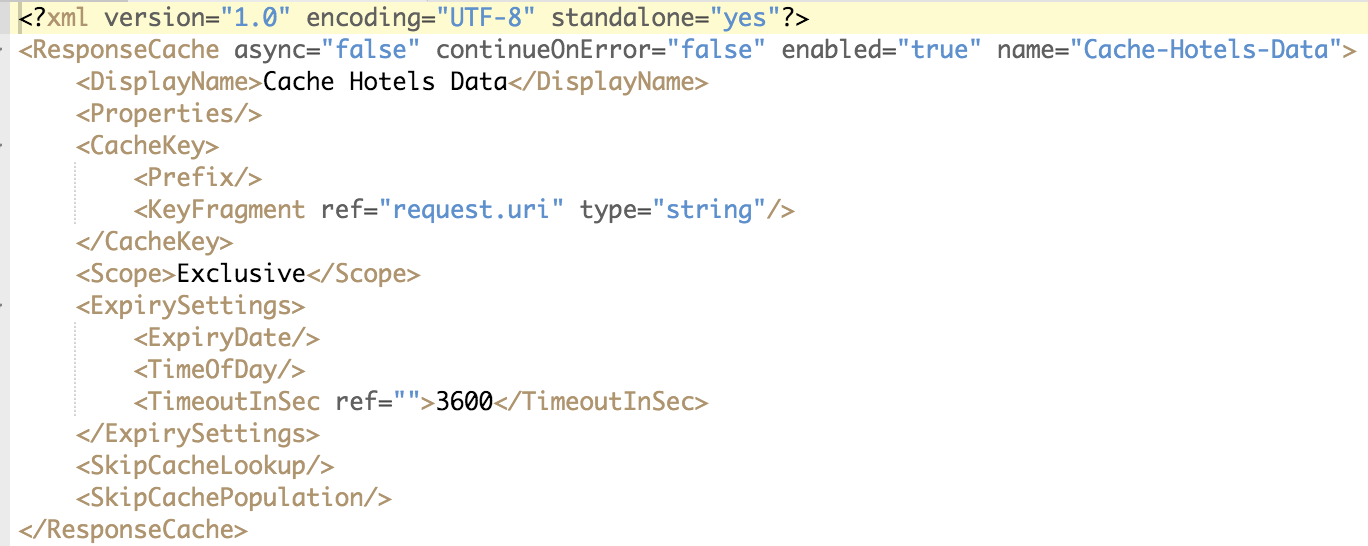 <?xml version="1.0" encoding="UTF-8" standalone="yes"?>
<ResponseCache async="false" continueOnError="false" enabled="true" name="Cache-Hotels-Data">
    <DisplayName>Cache Hotels Data</DisplayName>
    <Properties/>
    <CacheKey>
        <Prefix/>
        <KeyFragment ref="request.uri" type="string"/>
    </CacheKey>
    <Scope>Exclusive</Scope>
    <ExpirySettings>
        <ExpiryDate/>
        <TimeOfDay/>
        <TimeoutInSec ref="">3600</TimeoutInSec>
    </ExpirySettings>
    <SkipCacheLookup/>
    <SkipCachePopulation/>
</ResponseCache>